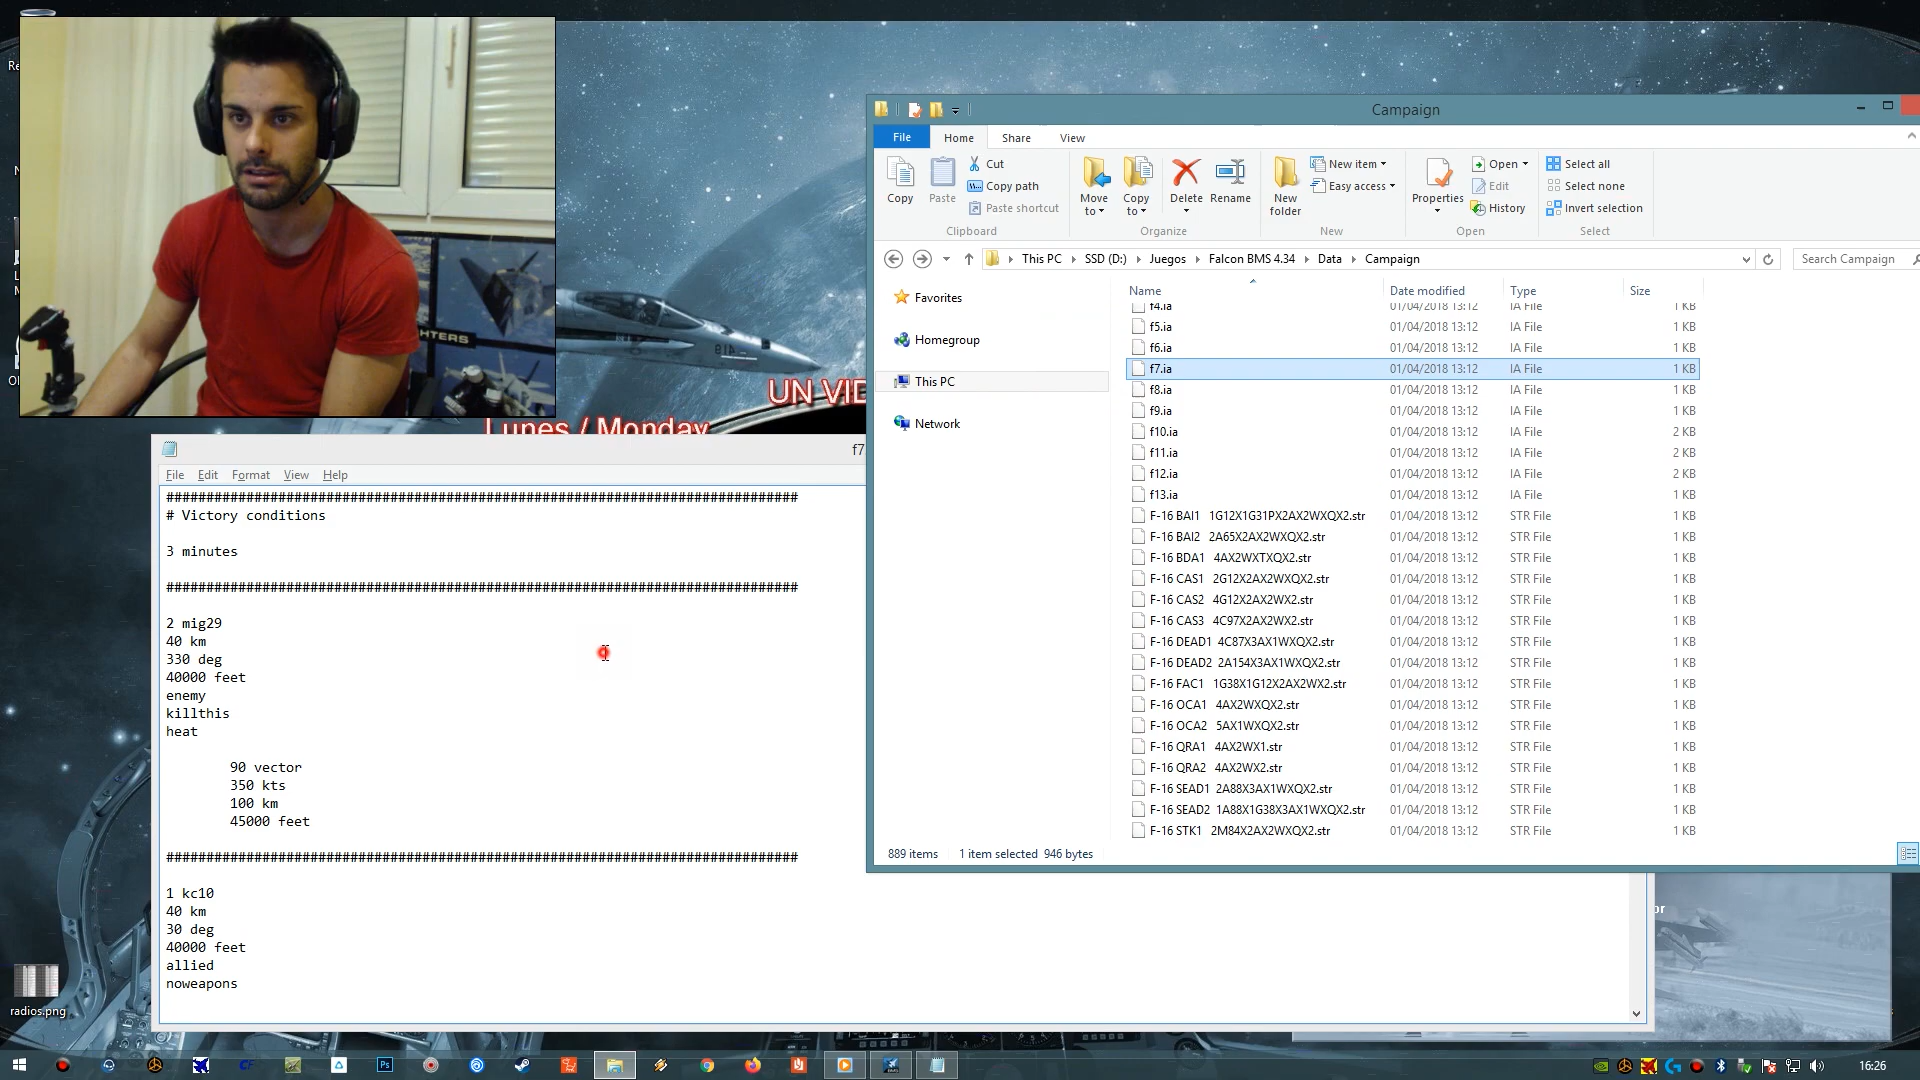 Campaign
File Home Share View
Copy
Paste
Cut
Copy path
Paste shortcut
Clipboard
Move to
Copy to
Delete
Rename
Organize
New folder
New item
Easy access
New
Properties
Open
Edit
History
Open
Select all
Select none
Invert selection
Select
This PC SSD (D:) Juegos Falcon BMS 4.34 Data Campaign
Search Campaign
Favorites
Homegroup
This PC
Network
Name Date modified Type Size
f4.ia 01/04/2018 13:12 IA File 1 KB
f5.ia 01/04/2018 13:12 IA File 1 KB
f6.ia 01/04/2018 13:12 IA File 1 KB
f7.ia 01/04/2018 13:12 IA File 1 KB
f8.ia 01/04/2018 13:12 IA File 1 KB
f9.ia 01/04/2018 13:12 IA File 1 KB
f10.ia 01/04/2018 13:12 IA File 2 KB
f11.ia 01/04/2018 13:12 IA File 2 KB
f12.ia 01/04/2018 13:12 IA File 2 KB
f13.ia 01/04/2018 13:12 IA File 1 KB
F-16 BAI1 1G12X1G31PX2AX2WXQX2.str 01/04/2018 13:12 STR File 1 KB
F-16 BAI2 2A65X2AX2WXQX2.str 01/04/2018 13:12 STR File 1 KB
F-16 BDA1 4AX2WXTXQX2.str 01/04/2018 13:12 STR File 1 KB
F-16 CAS1 2G12X2AX2WXQX2.str 01/04/2018 13:12 STR File 1 KB
F-16 CAS2 4G12X2AX2WX2.str 01/04/2018 13:12 STR File 1 KB
F-16 CAS3 4C97X2AX2WX2.str 01/04/2018 13:12 STR File 1 KB
F-16 DEAD1 4C87X3AX1WXQX2.str 01/04/2018 13:12 STR File 1 KB
F-16 DEAD2 2A154X3AX1WXQX2.str 01/04/2018 13:12 STR File 1 KB
F-16 FAC1 1G38X1G12X2AX2WX2.str 01/04/2018 13:12 STR File 1 KB
F-16 OCA1 4AX2WXQX2.str 01/04/2018 13:12 STR File 1 KB
F-16 OCA2 5AX1WXQX2.str 01/04/2018 13:12 STR File 1 KB
F-16 QRA1 4AX2WX1.str 01/04/2018 13:12 STR File 1 KB
F-16 QRA2 4AX2WX2.str 01/04/2018 13:12 STR File 1 KB
F-16 SEAD1 2A88X3AX1WXQX2.str 01/04/2018 13:12 STR File 1 KB
F-16 SEAD2 1A88X1G38X3AX1WXQX2.str 01/04/2018 13:12 STR File 1 KB
F-16 STK1 2M84X2AX2WXQX2.str 01/04/2018 13:12 STR File 1 KB
889 items 1 item selected 946 bytes
UN VID
Lunes / Monday
f7
File Edit Format View Help
###############################################################################
# Victory conditions
3 minutes
###############################################################################
2 mig29
40 km
330 deg
40000 feet
enemy
killthis
heat
90 vector
350 kts
100 km
45000 feet
###############################################################################
1 kc10
40 km
30 deg
40000 feet
allied
noweapons
radios.png
or
Ps
16:26